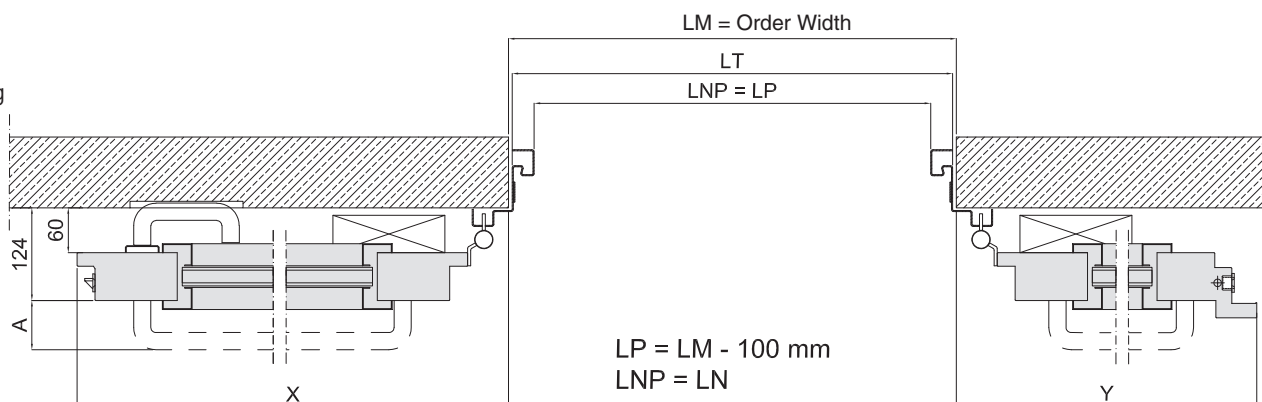 LM = Order Width
LT
LNP = LP
g
60
124
A
LP = LM - 100 mm
LNP = LN
X
Y